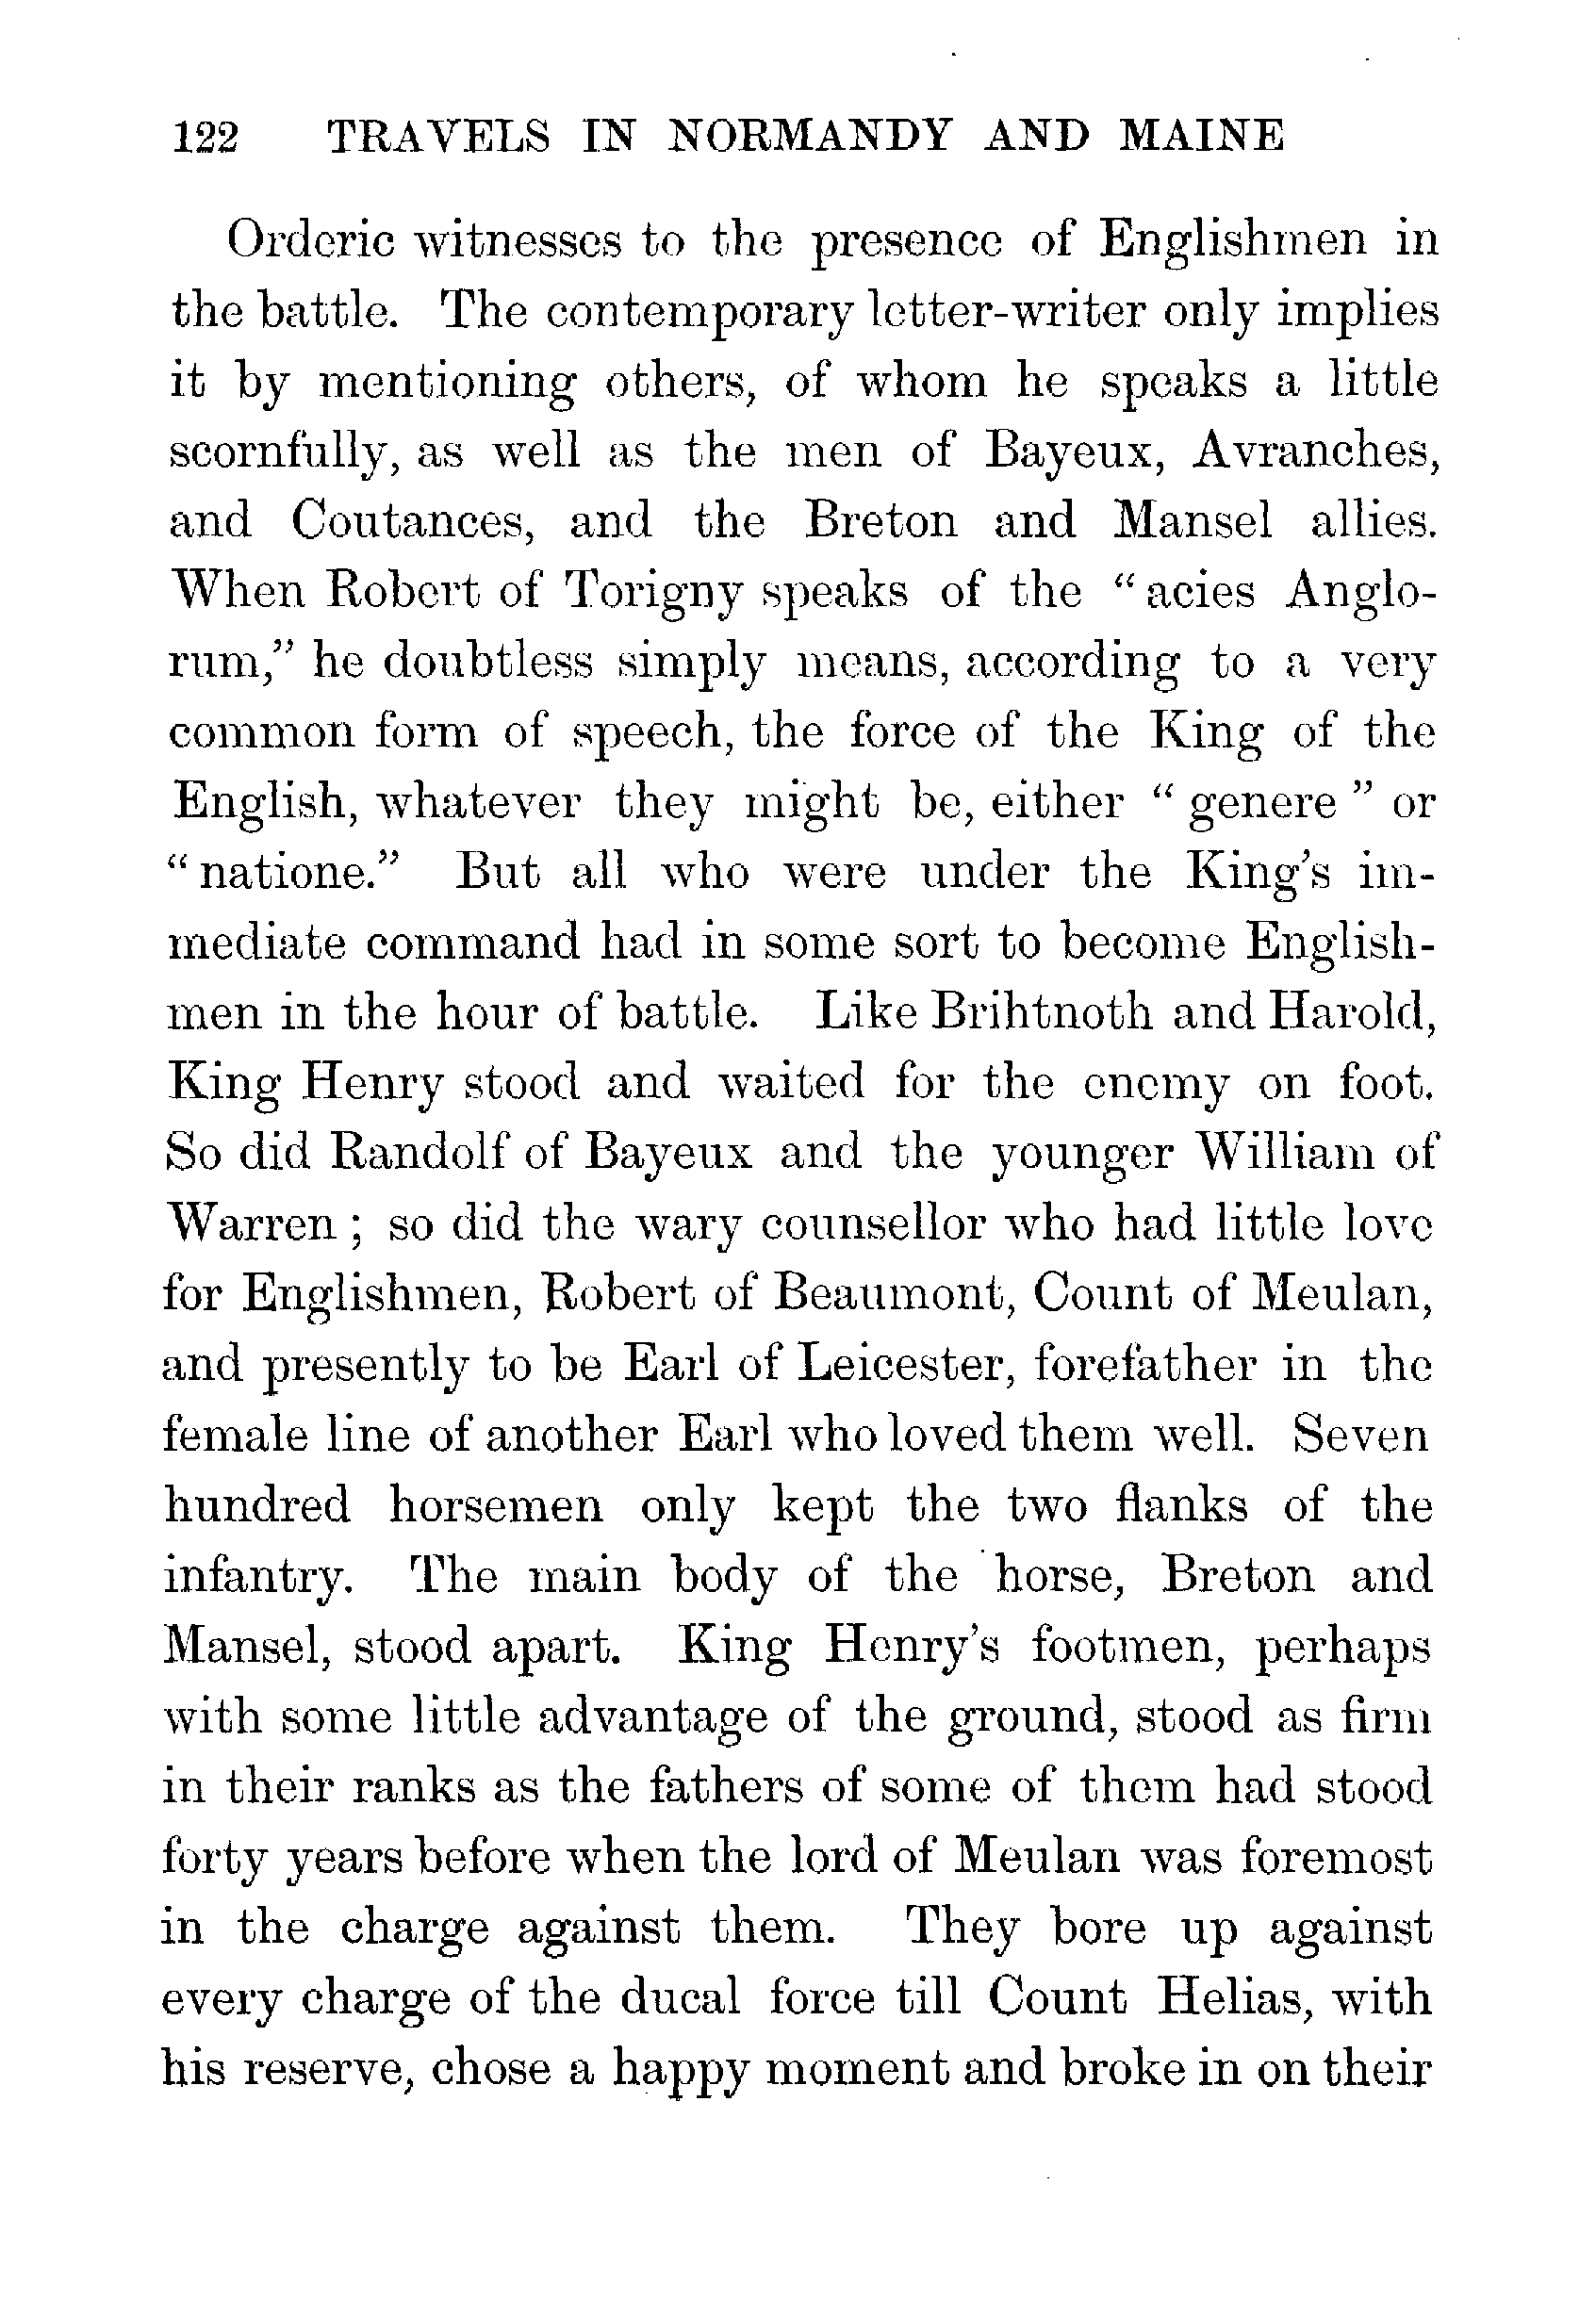 122 TRAVELS IN NORMANDY AND MAINE
Orderic witnesses to the presence of Englishmen in
the battle. The contemporary letter-writer only implies
it by mentioning others, of whom he speaks a little
scornfully, as well as the men of Bayeux, Avranches,
and Coutances, and the Breton and Mansel allies.
When Robert of Torigny speaks of the “acies Anglo-
rum,” he doubtless simply means, according to a very
common form of speech, the force of the King of the
English, whatever they might be, either “genere” or
“natione.” But all who were under the King’s im-
mediate command had in some sort to become English-
men in the hour of battle. Like Brihtnoth and Harold,
King Henry stood and waited for the enemy on foot.
So did Randolf of Bayeux and the younger William of
Warren; so did the wary counsellor who had little love
for Englishmen, Robert of Beaumont, Count of Meulan,
and presently to be Earl of Leicester, forefather in the
female line of another Earl who loved them well. Seven
hundred horsemen only kept the two flanks of the
infantry. The main body of the horse, Breton and
Mansel, stood apart. King Henry’s footmen, perhaps
with some little advantage of the ground, stood as firm
in their ranks as the fathers of some of them had stood
forty years before when the lord of Meulan was foremost
in the charge against them. They bore up against
every charge of the ducal force till Count Helias, with
his reserve, chose a happy moment and broke in on their